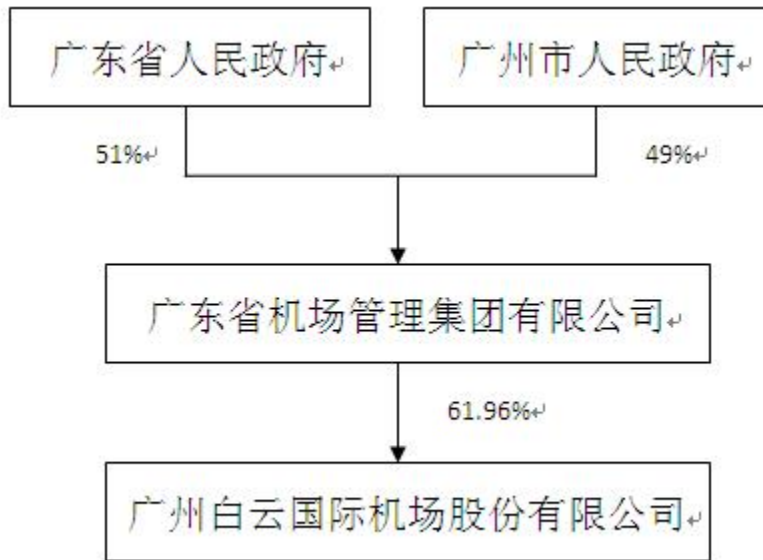 广东省人民政府
广州市人民政府
51%
49%
广东省机场管理集团有限公司
61.96%
广州白云国际机场股份有限公司